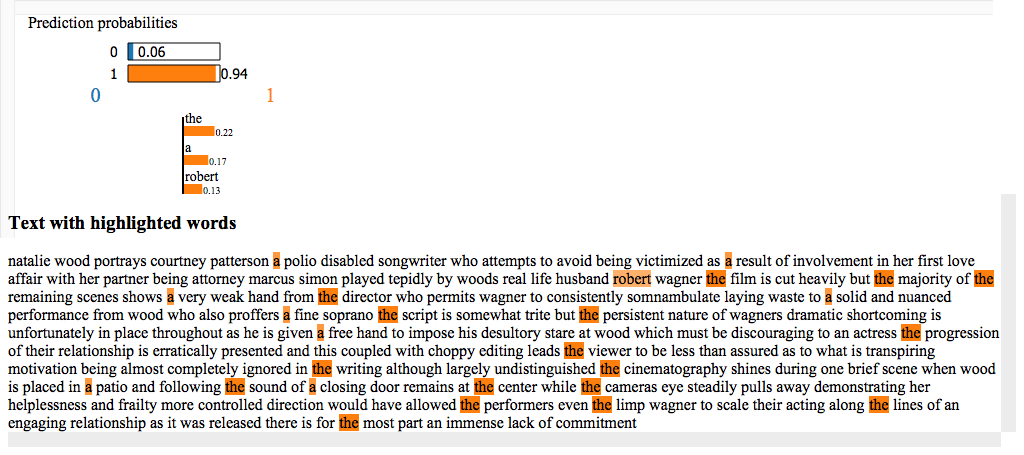 Prediction probabilities
0 0.06
1 0.94
0 1
the
0.22
a
0.17
robert
0.13
Text with highlighted words
natalie wood portrays courtney patterson a polio disabled songwriter who attempts to avoid being victimized as a result of involvement in her first love
affair with her partner being attorney marcus simon played tepidly by woods real life husband robert wagner the film is cut heavily but the majority of the
remaining scenes shows a very weak hand from the director who permits wagner to consistently somnambulate laying waste to a solid and nuanced
performance from wood who also proffers a fine soprano the script is somewhat trite but the persistent nature of wagners dramatic shortcoming is
unfortunately in place throughout as he is given a free hand to impose his desultory stare at wood which must be discouraging to an actress the progression
of their relationship is erratically presented and this coupled with choppy editing leads the viewer to be less than assured as to what is transpiring
motivation being almost completely ignored in the writing although largely undistinguished the cinematography shines during one brief scene when wood
is placed in a patio and following the sound of a closing door remains at the center while the cameras eye steadily pulls away demonstrating her
helplessness and frailty more controlled direction would have allowed the performers even the limp wagner to scale their acting along the lines of an
engaging relationship as it was released there is for the most part an immense lack of commitment